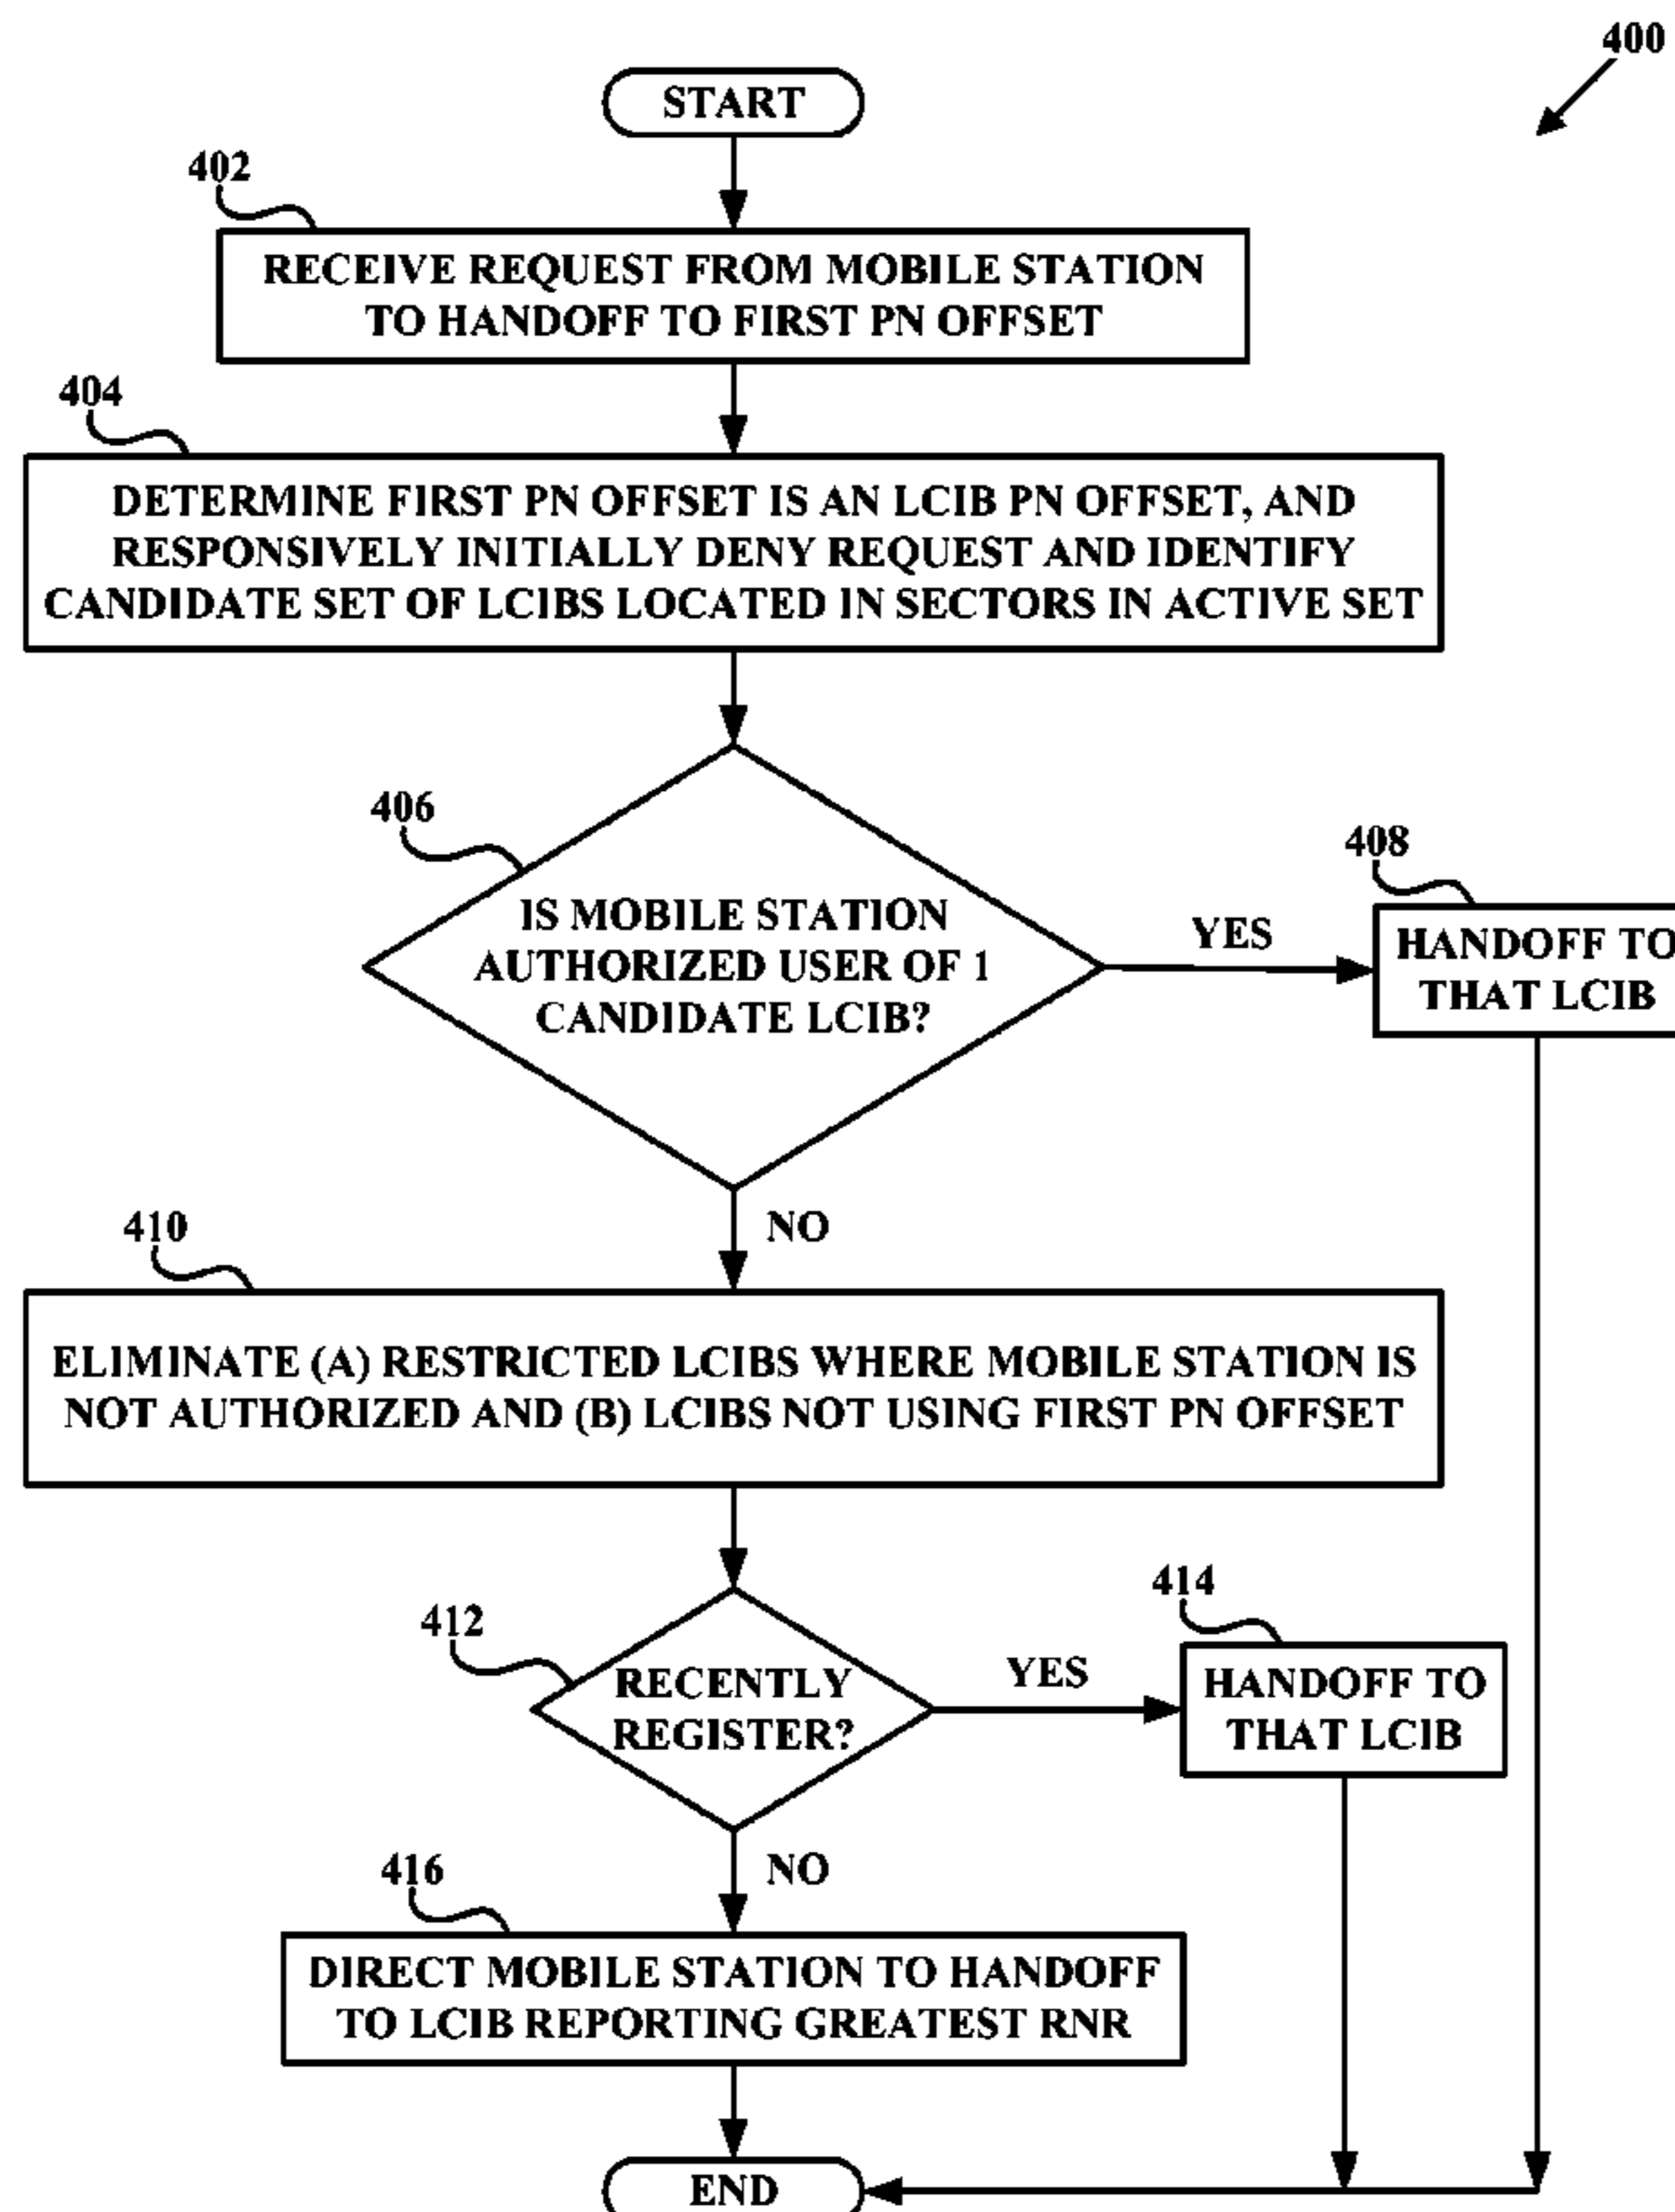 400
START
402
RECEIVE REQUEST FROM MOBILE STATION
TO HANDOFF TO FIRST PN OFFSET
404
DETERMINE FIRST PN OFFSET IS AN LCIB PN OFFSET, AND
RESPONSIVELY INITIALLY DENY REQUEST AND IDENTIFY
CANDIDATE SET OF LCIBS LOCATED IN SECTORS IN ACTIVE SET
406
IS MOBILE STATION
AUTHORIZED USER OF 1
CANDIDATE LCIB?
YES
408
HANDOFF TO
THAT LCIB
NO
410
ELIMINATE (A) RESTRICTED LCIBS WHERE MOBILE STATION IS
NOT AUTHORIZED AND (B) LCIBS NOT USING FIRST PN OFFSET
412
RECENTLY
REGISTER?
YES
414
HANDOFF TO
THAT LCIB
NO
416
DIRECT MOBILE STATION TO HANDOFF
TO LCIB REPORTING GREATEST RNR
END